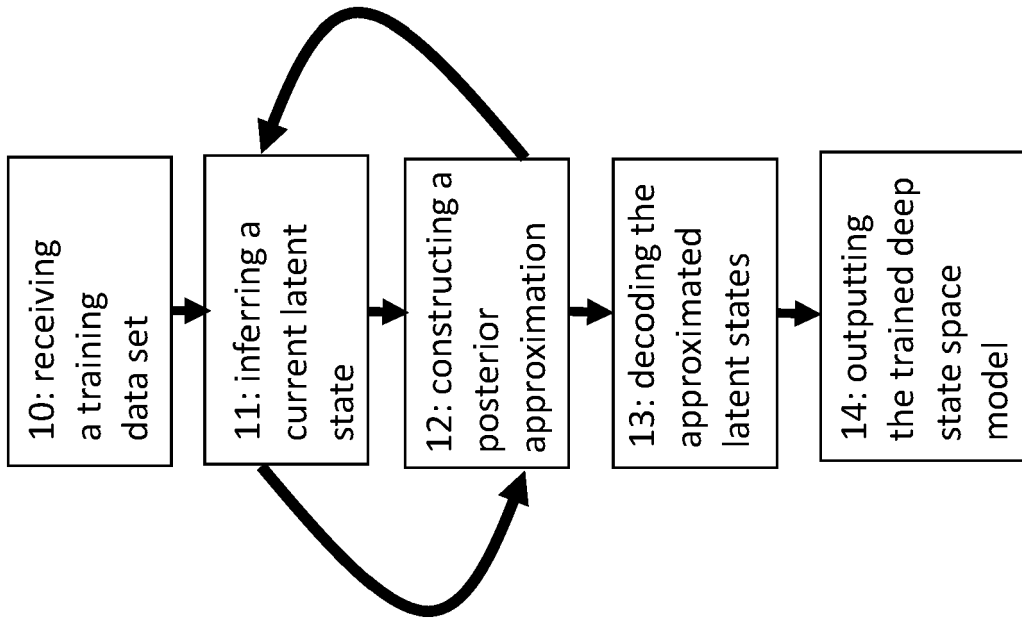 10: receiving
a training
data set
11: inferring a
current latent
state
12: constructing a
posterior
approximation
13: decoding the
approximated
latent states
14: outputting
the trained deep
state space
model